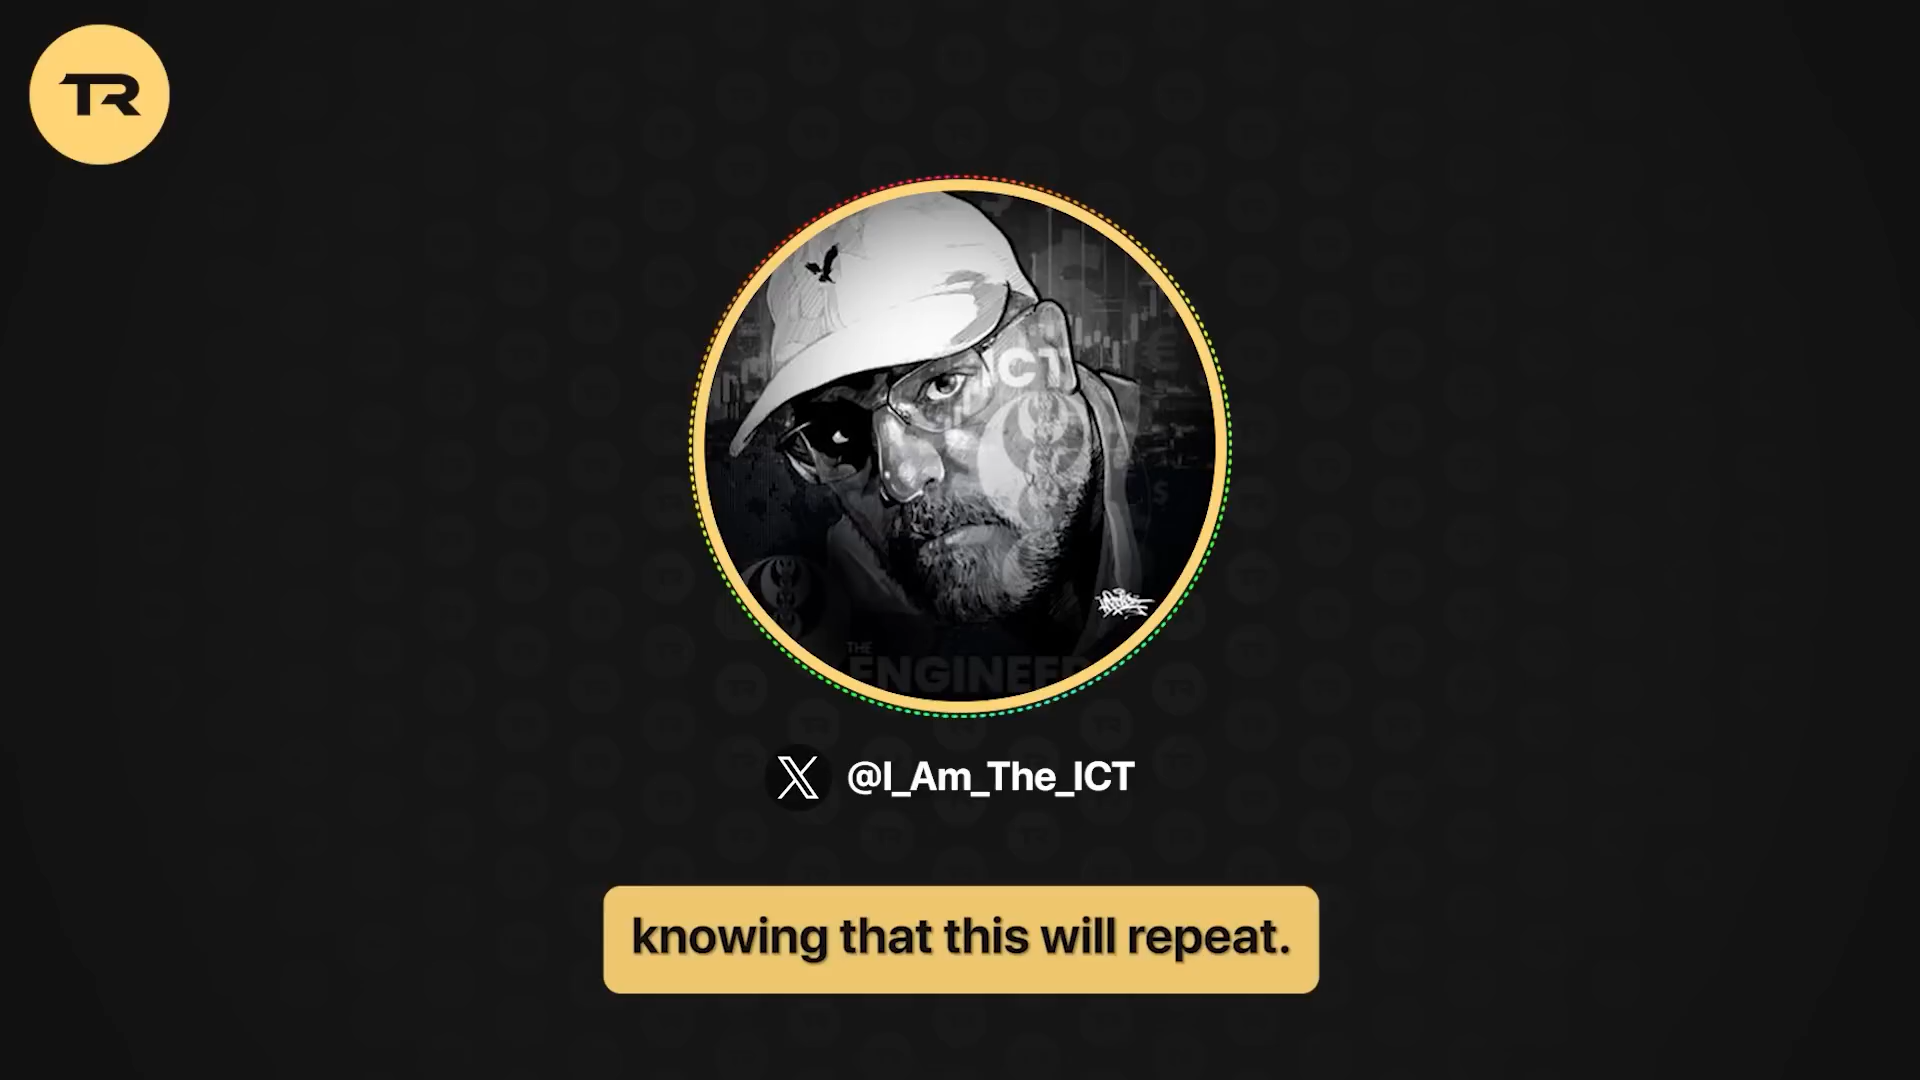 TR
ICT
THE
ENGINEER
@I_Am_The_ICT
knowing that this will repeat.